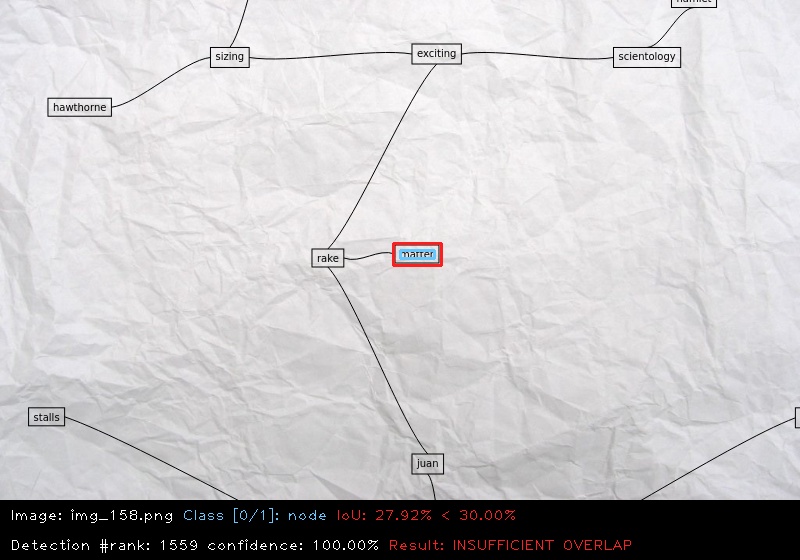 hamlet
sizing exciting scientology
hawthorne
rake matter
stalls
juan
Image: img_158.png Class [0/1]: node IoU: 27.92% < 30.00%
Detection #rank: 1559 confidence: 100.00% Result: INSUFFICIENT OVERLAP